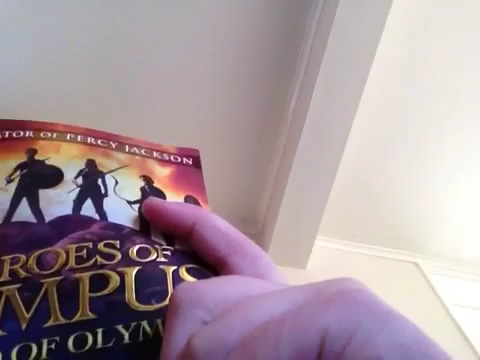 ATOR OF PERCY JACKSON
ROES OF
MPUS
OF OLYM